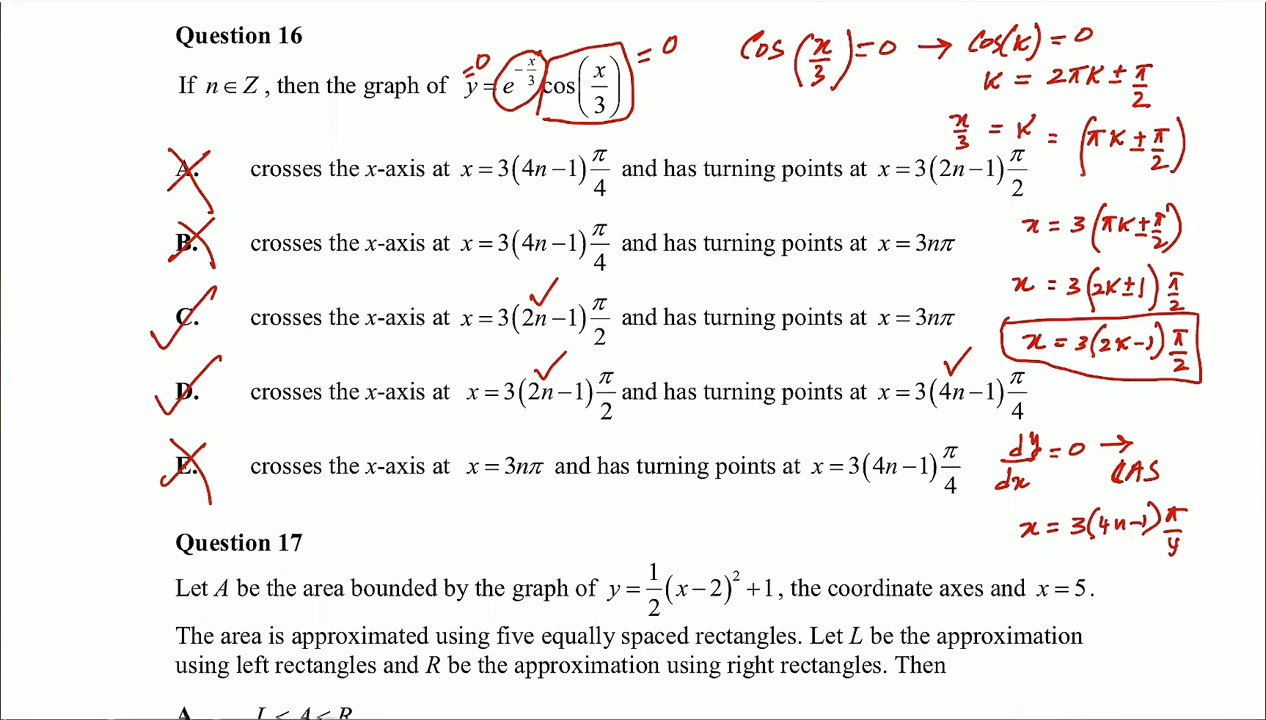 Question 16
If n ∈ Z , then the graph of y = e^(-x/3) cos(x/3)
=0
=0
A. crosses the x-axis at x = 3(4n−1)π/4 and has turning points at x = 3(2n−1)π/2
B. crosses the x-axis at x = 3(4n−1)π/4 and has turning points at x = 3nπ
C. crosses the x-axis at x = 3(2n−1)π/2 and has turning points at x = 3nπ
D. crosses the x-axis at x = 3(2n−1)π/2 and has turning points at x = 3(4n−1)π/4
E. crosses the x-axis at x = 3nπ and has turning points at x = 3(4n−1)π/4
cos(x/3) = 0 → cos(K) = 0
K = 2πK ± π/2
x/3 = K = (πK ± π/2)
x = 3(πK ± π/2)
x = 3(2K±1)π/2
x = 3(2K−1)π/2
dy/dx = 0 →
CAS
x = 3(4n−1)π/4
Question 17
Let A be the area bounded by the graph of y = 1/2(x−2)² + 1 , the coordinate axes and x = 5 .
The area is approximated using five equally spaced rectangles. Let L be the approximation
using left rectangles and R be the approximation using right rectangles. Then
A. L < A < R